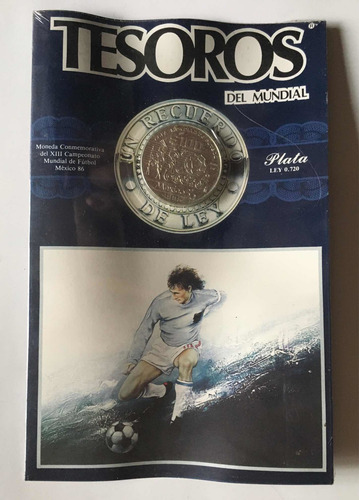 TESOROS
DEL MUNDIAL
UN RECUERDO
DE LEY
Moneda Conmemorativa
del XIII Campeonato
Mundial de Fútbol
México 86
Plata
LEY 0.720